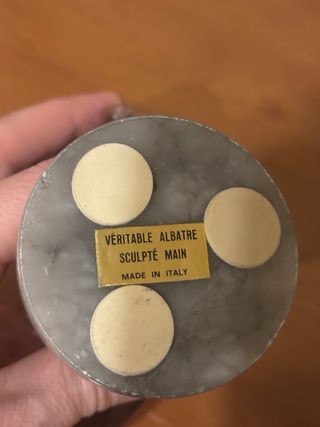 VÉRITABLE ALBATRE
SCULPTÉ MAIN
MADE IN ITALY